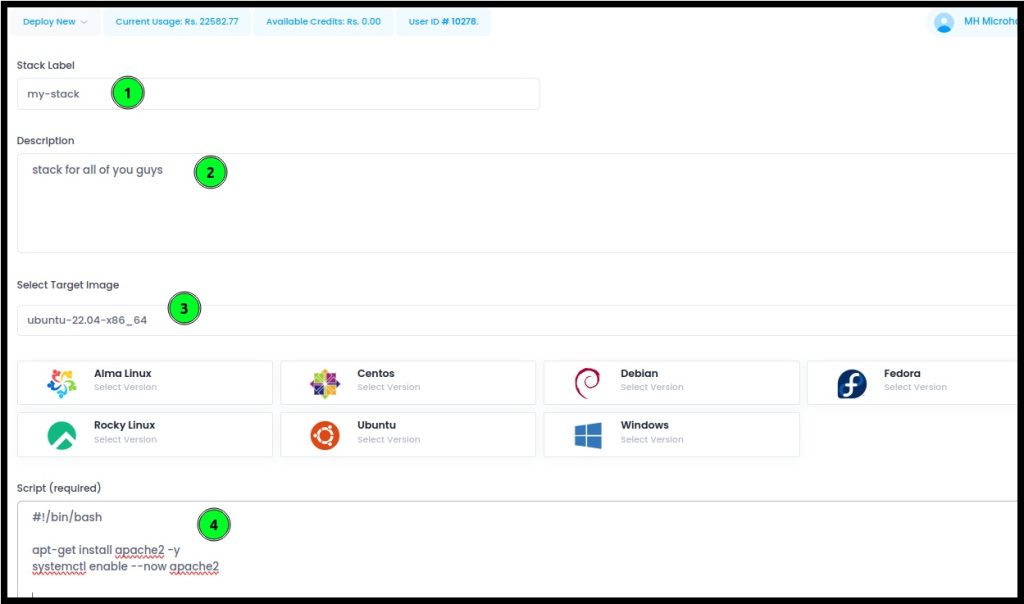 Deploy New Current Usage: Rs. 22582.77 Available Credits: Rs. 0.00 User ID # 10278.
Stack Label
my-stack 1
Description
stack for all of you guys 2
Select Target Image
3
ubuntu-22.04-x86_64
Alma Linux Centos Debian Fedora
Select Version Select Version Select Version Select Version
Rocky Linux Ubuntu Windows
Select Version Select Version Select Version
Script (required)
#!/bin/bash
4
apt-get install apache2 -y
systemctl enable --now apache2